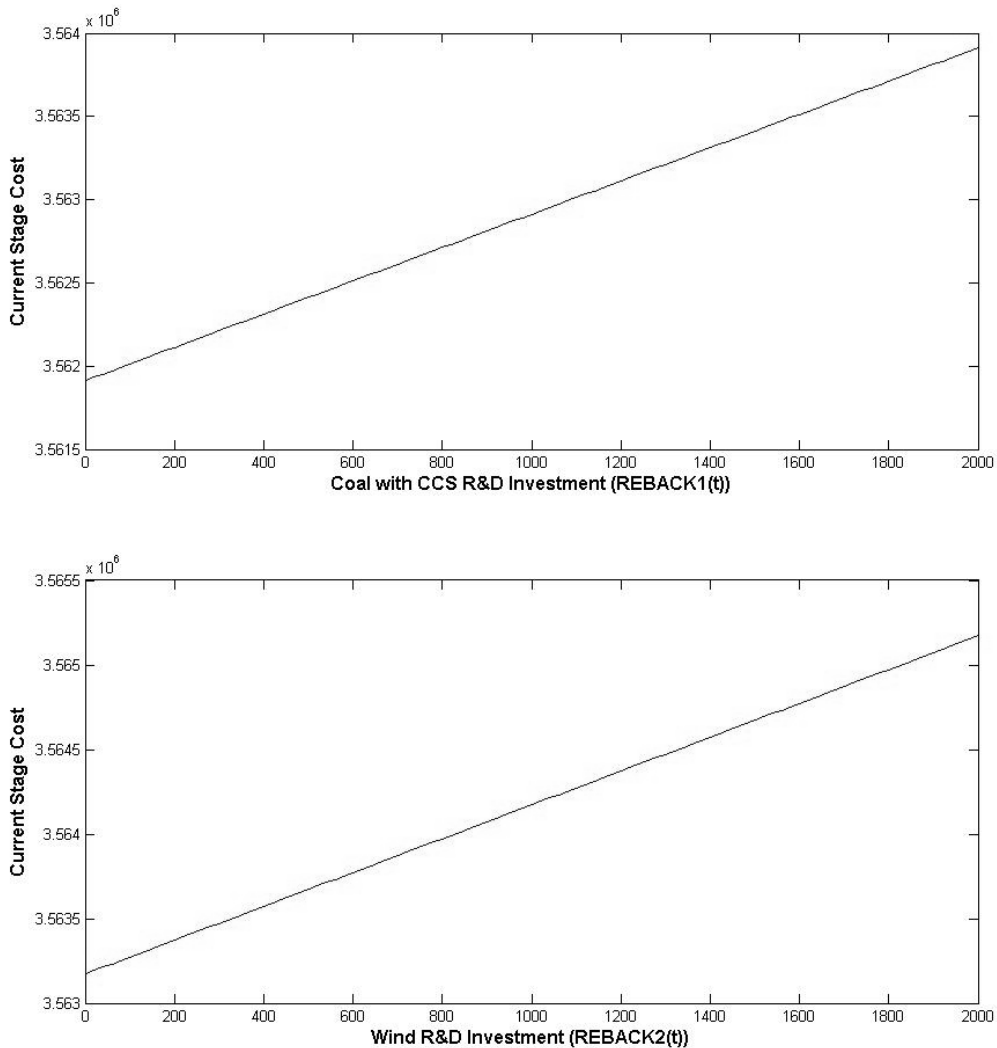 x 10^6
3.564
3.5635
3.563
3.5625
3.562
3.5615
Current Stage Cost
0 200 400 600 800 1000 1200 1400 1600 1800 2000
Coal with CCS R&D Investment (REBACK1(t))
x 10^6
3.5655
3.565
3.5645
3.564
3.5635
3.563
Current Stage Cost
0 200 400 600 800 1000 1200 1400 1600 1800 2000
Wind R&D Investment (REBACK2(t))